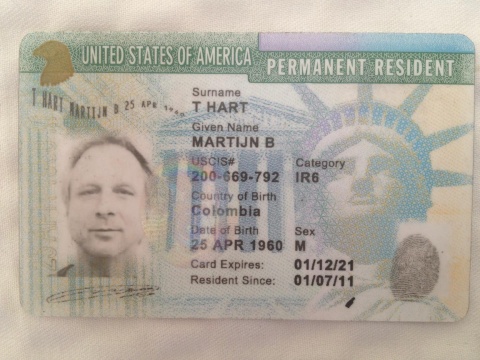 UNITED STATES OF AMERICA
PERMANENT RESIDENT
Surname
T HART
T HART MARTIJN B 25 APR
Given Name
MARTIJN B
USCIS# Category
200-669-792 IR6
Country of Birth
Colombia
Date of Birth Sex
25 APR 1960 M
Card Expires: 01/12/21
Resident Since: 01/07/11